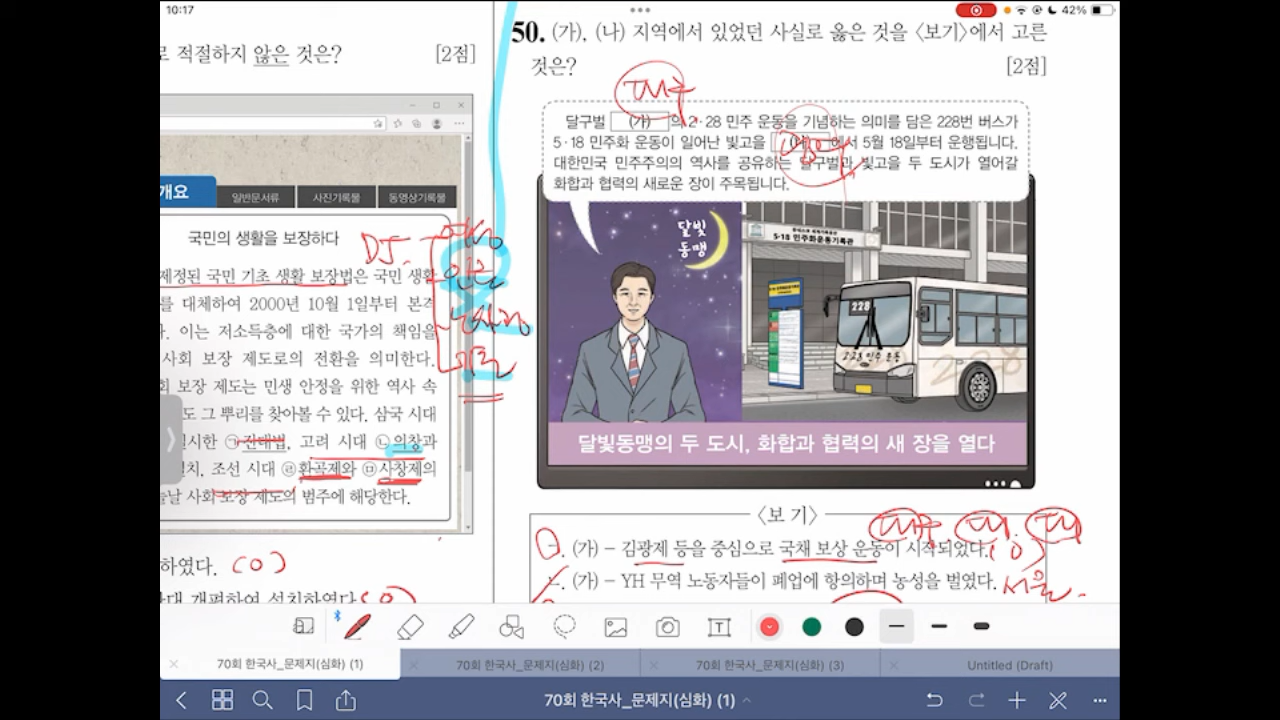 10:17
42%
로 적절하지 않은 것은? [2점]
개요 일반문서류 사진기록물 동영상기록물
국민의 생활을 보장하다
제정된 국민 기초 생활 보장법은 국민 생활
를 대체하여 2000년 10월 1일부터 본격
다. 이는 저소득층에 대한 국가의 책임을
사회 보장 제도로의 전환을 의미한다.
회 보장 제도는 민생 안정을 위한 역사 속
도 그 뿌리를 찾아볼 수 있다. 삼국 시대
실시한 ㉠진대법, 고려 시대 ㉡의창과
치, 조선 시대 ㉣환곡제와 ㉤사창제의
늘날 사회 보장 제도의 범주에 해당한다.
DJ
하였다. (0)
확대 개편하여 설치하였다. (0)
50. (가), (나) 지역에서 있었던 사실로 옳은 것을 <보기>에서 고른
것은? [2점]
달구벌 (가) 의 2·28 민주 운동을 기념하는 의미를 담은 228번 버스가
5·18 민주화 운동이 일어난 빛고을 (나) 에서 5월 18일부터 운행됩니다.
대한민국 민주주의의 역사를 공유하는 달구벌과 빛고을 두 도시가 열어갈
화합과 협력의 새로운 장이 주목됩니다.
달빛
동맹
5·18 민주화운동기록관
228
2·28 민주 운동
228
달빛동맹의 두 도시, 화합과 협력의 새 장을 열다
<보 기>
ㄱ. (가) - 김광제 등을 중심으로 국채 보상 운동이 시작되었다. (0)
ㄴ. (가) - YH 무역 노동자들이 폐업에 항의하며 농성을 벌였다. 서울
70회 한국사_문제지(심화) (1)
70회 한국사_문제지(심화) (2)
70회 한국사_문제지(심화) (3)
Untitled (Draft)
70회 한국사_문제지(심화) (1)